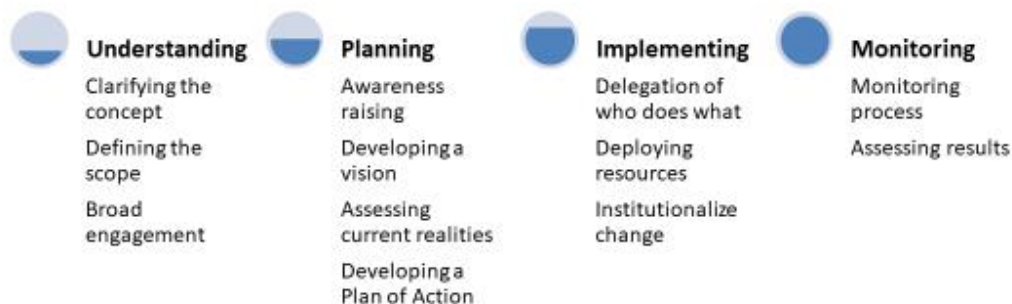 Understanding
Clarifying the
concept
Defining the
scope
Broad
engagement
Planning
Awareness
raising
Developing a
vision
Assessing
current realities
Developing a
Plan of Action
Implementing
Delegation of
who does what
Deploying
resources
Institutionalize
change
Monitoring
Monitoring
process
Assessing results